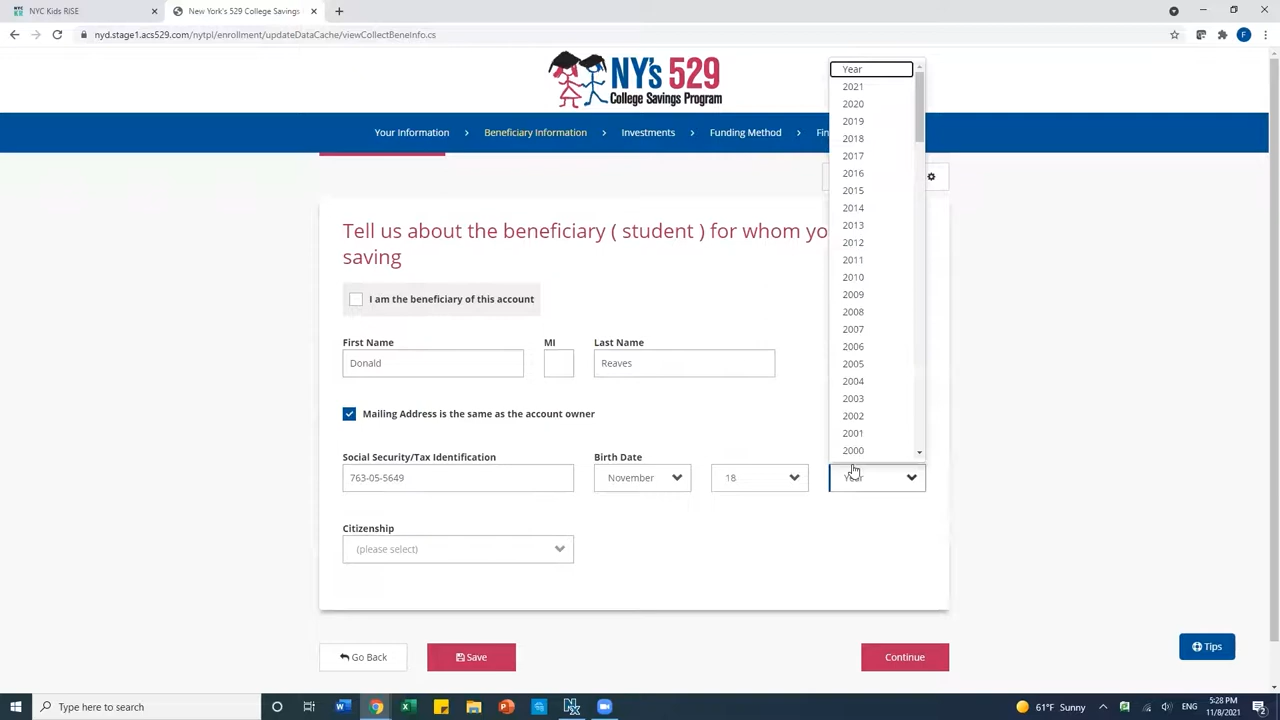 NYC Kids RISE
New York's 529 College Savings
nyd.stage1.acs529.com/nytpl/enrollment/updateDataCache/viewCollectBeneInfo.cs
F
NY's 529
College Savings Program
Your Information > Beneficiary Information > Investments > Funding Method > Fin
Tell us about the beneficiary ( student ) for whom yo
saving
I am the beneficiary of this account
First Name MI Last Name
Donald Reaves
Mailing Address is the same as the account owner
Social Security/Tax Identification Birth Date
763-05-5649 November 18 Year
Year
2021
2020
2019
2018
2017
2016
2015
2014
2013
2012
2011
2010
2009
2008
2007
2006
2005
2004
2003
2002
2001
2000
Citizenship
(please select)
Go Back Save Continue
Tips
Type here to search
61°F Sunny
5:28 PM
11/8/2021